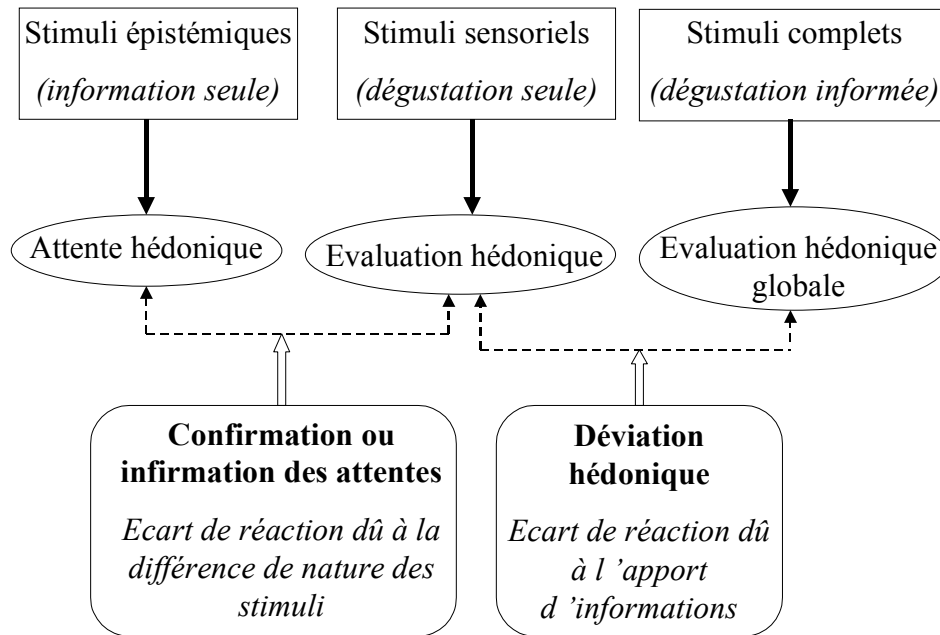 Stimuli épistémiques
(information seule)
Stimuli sensoriels
(dégustation seule)
Stimuli complets
(dégustation informée)
Attente hédonique
Evaluation hédonique
Evaluation hédonique
globale
Confirmation ou
infirmation des attentes
Ecart de réaction dû à la
différence de nature des
stimuli
Déviation
hédonique
Ecart de réaction dû
à l ’apport
d ’informations